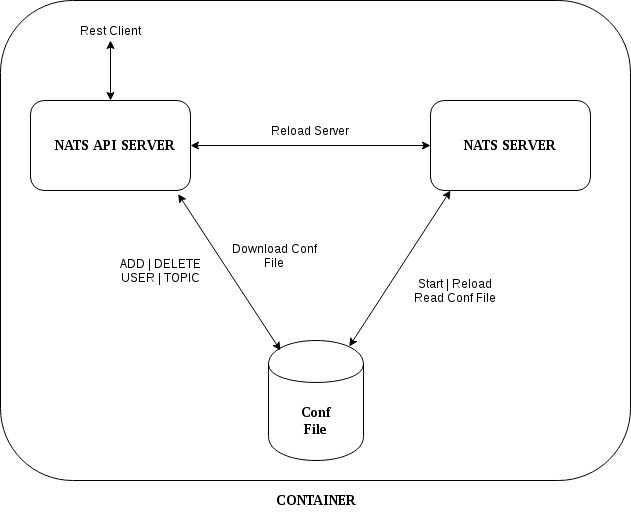 Rest Client
NATS API SERVER
Reload Server
NATS SERVER
Download Conf
File
ADD | DELETE
USER | TOPIC
Start | Reload
Read Conf File
Conf
File
CONTAINER